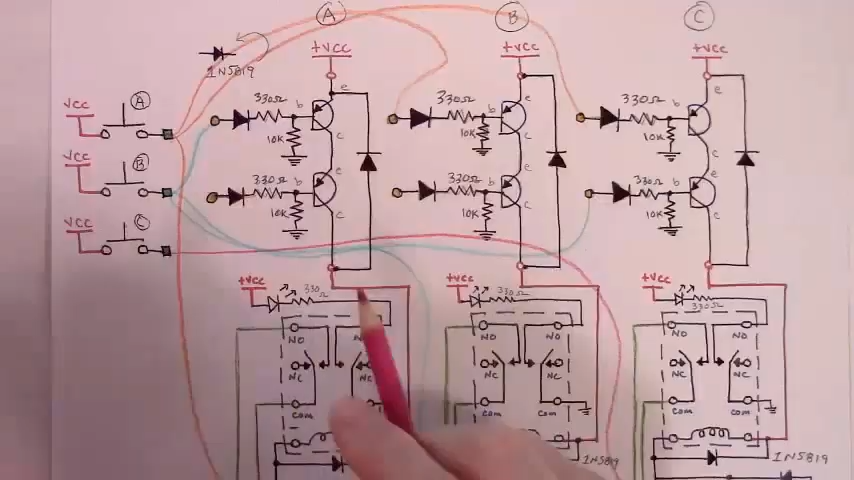 A B C
+VCC +VCC +VCC
1N5819
VCC A
VCC B
VCC C
330Ω b e 330Ω b e 330Ω b e
10K c 10K c 10K c
330Ω b e 330Ω b e 330Ω b e
10K c 10K c 10K c
+VCC 330Ω +VCC 330Ω +VCC 330Ω
NO NO NO NO NO
NC NC NC NC NC NC
COM COM COM COM COM
1N5819 1N5819